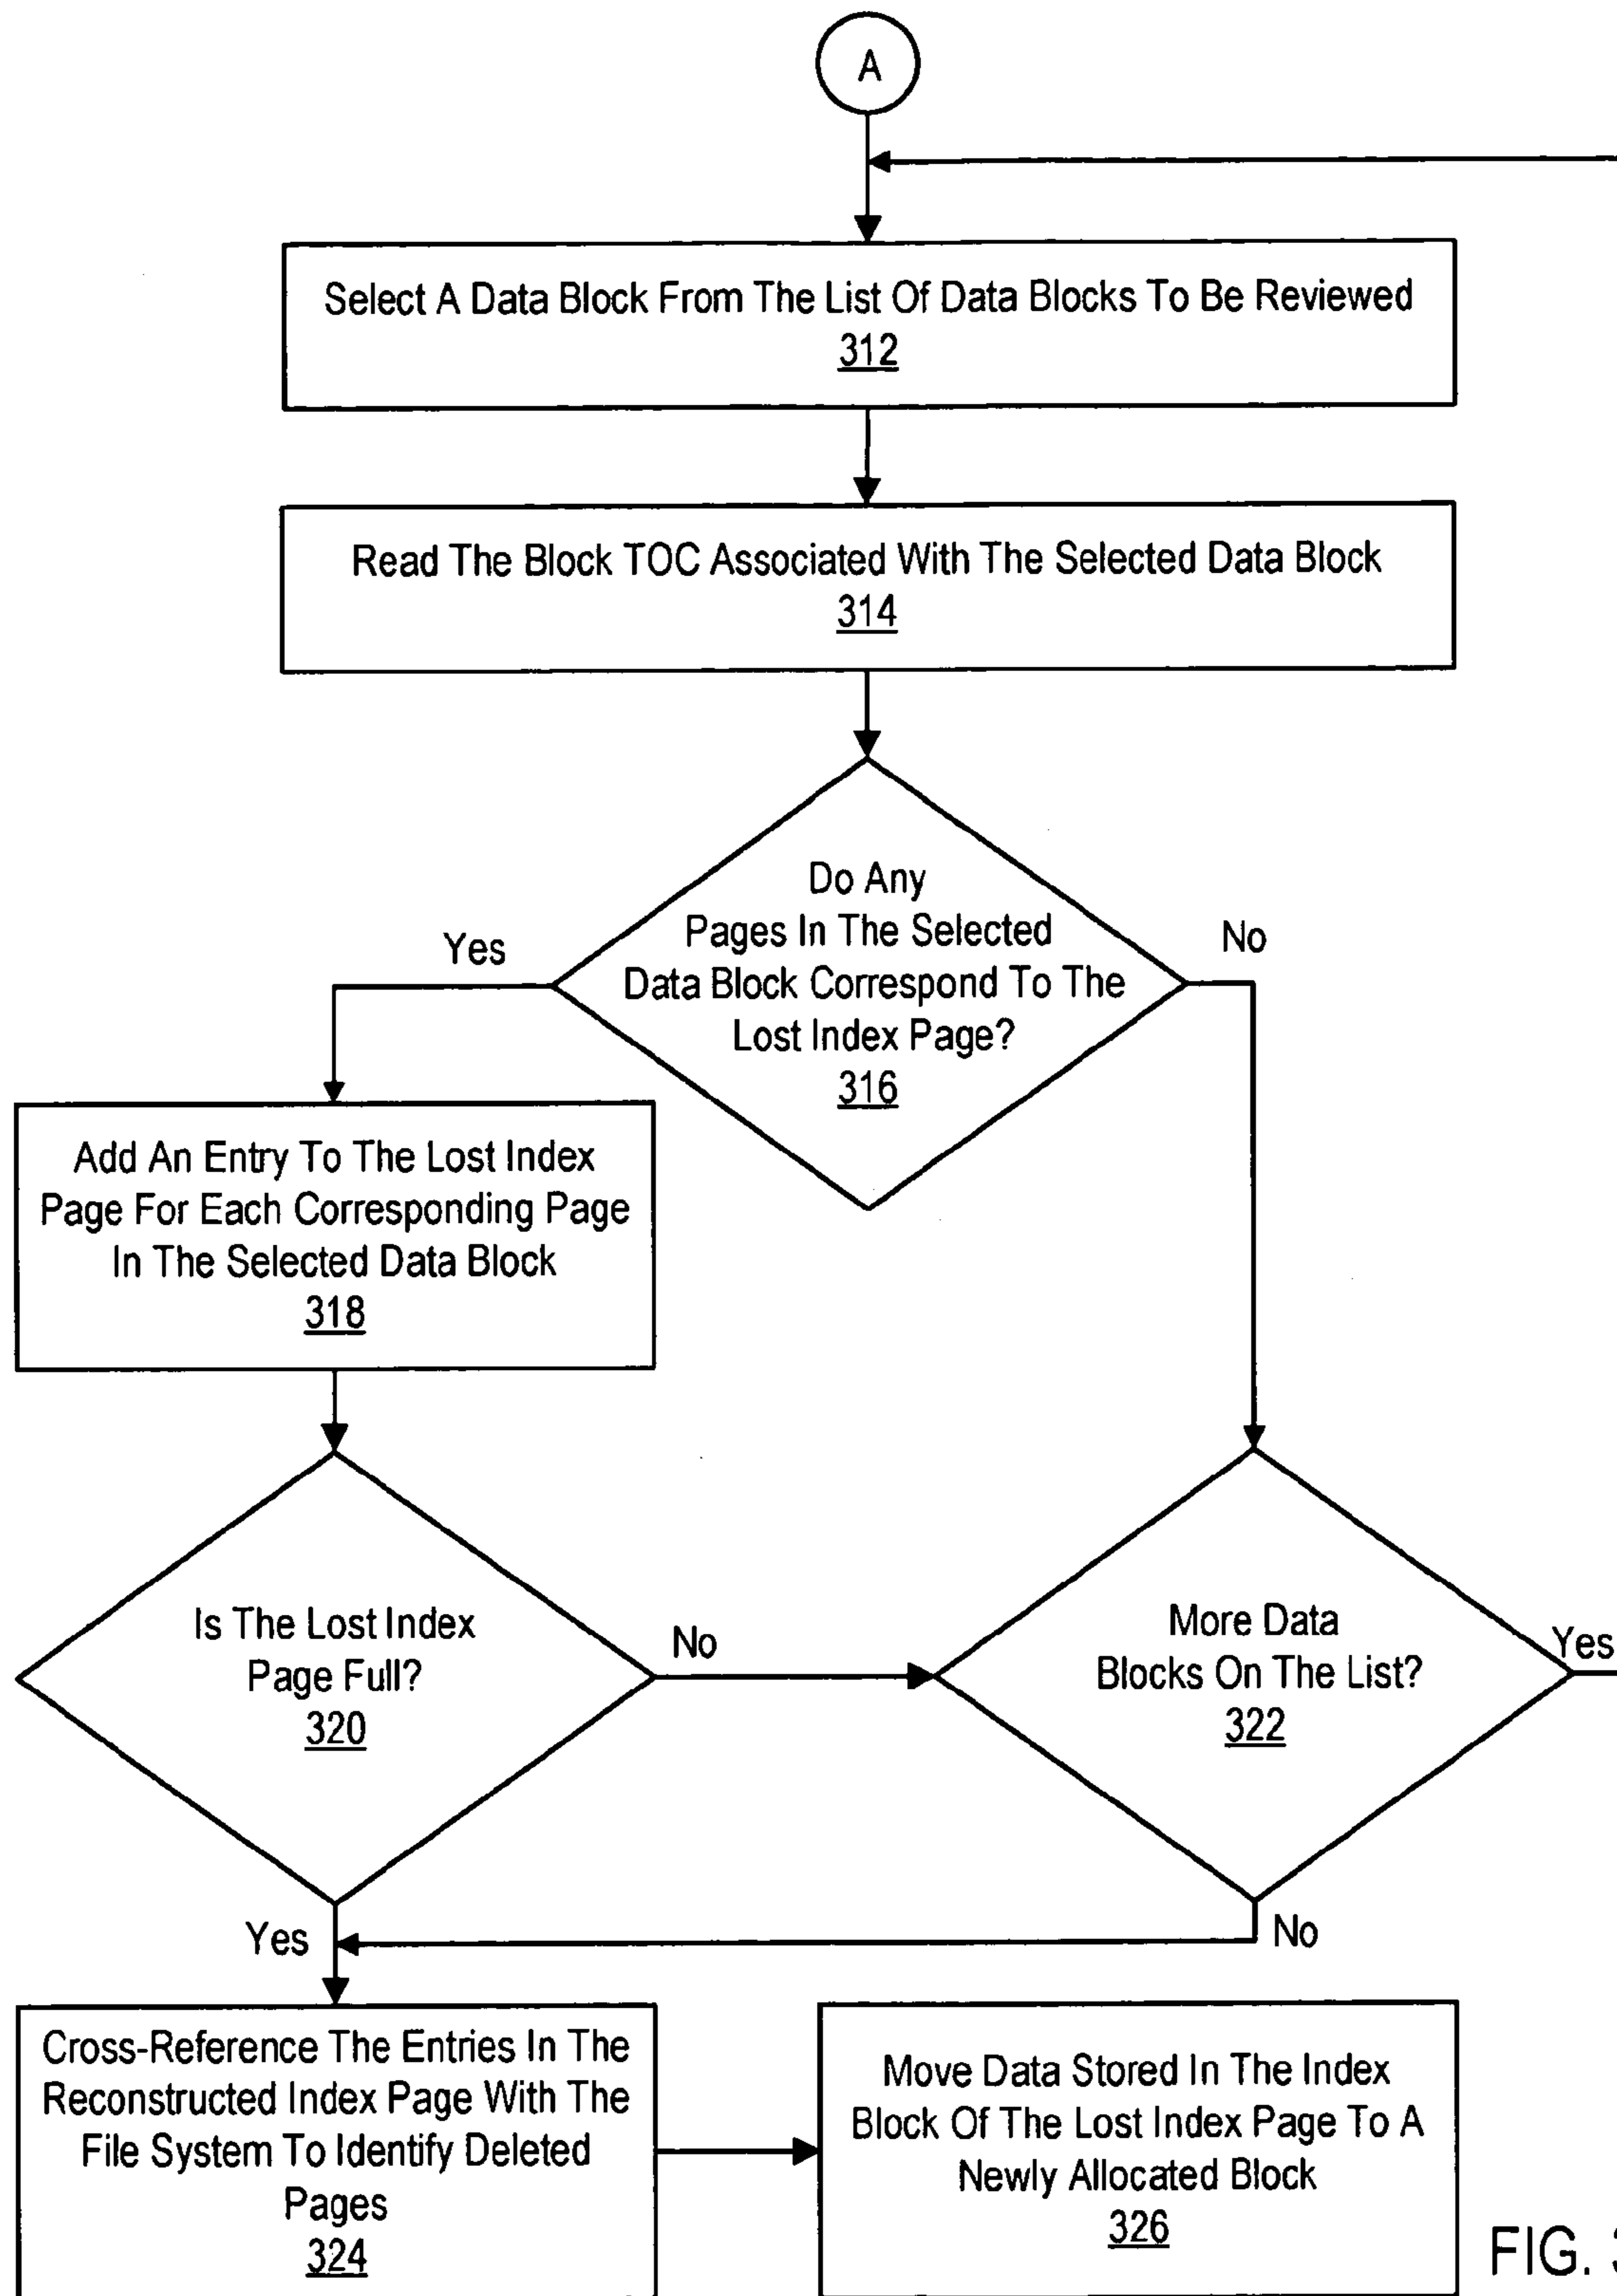 A
Select A Data Block From The List Of Data Blocks To Be Reviewed
312
Read The Block TOC Associated With The Selected Data Block
314
Do Any
Pages In The Selected
Data Block Correspond To The
Lost Index Page?
316
Yes
No
Add An Entry To The Lost Index
Page For Each Corresponding Page
In The Selected Data Block
318
Is The Lost Index
Page Full?
320
No
More Data
Blocks On The List?
322
Yes
Yes
No
Cross-Reference The Entries In The
Reconstructed Index Page With The
File System To Identify Deleted
Pages
324
Move Data Stored In The Index
Block Of The Lost Index Page To A
Newly Allocated Block
326
FIG.